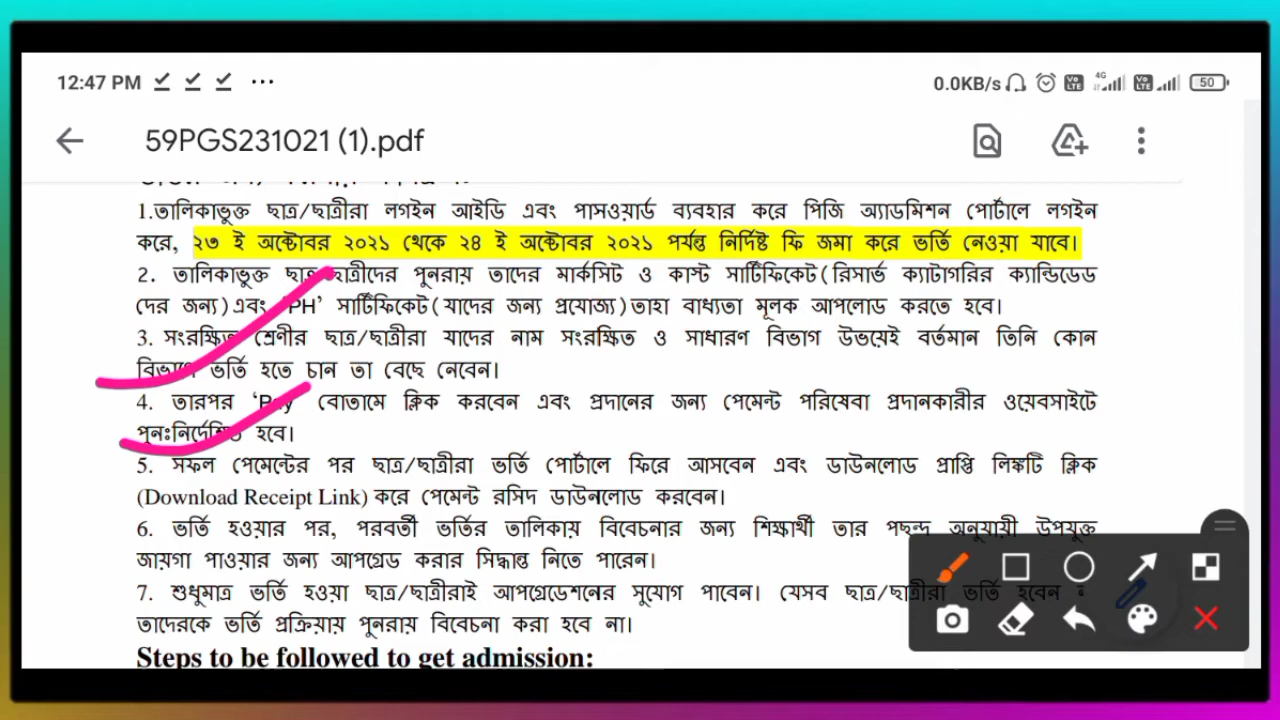 12:47 PM ... 0.0KB/s 4G Vo LTE Vo LTE 50
59PGS231021 (1).pdf
1.তালিকাভুক্ত ছাত্র/ছাত্রীরা লগইন আইডি এবং পাসওয়ার্ড ব্যবহার করে পিজি অ্যাডমিশন পোর্টালে লগইন
করে, ২৩ ই অক্টোবর ২০২১ থেকে ২৪ ই অক্টোবর ২০২১ পর্যন্ত নির্দিষ্ট ফি জমা করে ভর্তি নেওয়া যাবে।
2. তালিকাভুক্ত ছাত্র/ছাত্রীদের পুনরায় তাদের মার্কসিট ও কাস্ট সার্টিফিকেট(রিসার্ভ ক্যাটাগরির ক্যান্ডিডেড
দের জন্য)এবং 'PH' সার্টিফিকেট(যাদের জন্য প্রযোজ্য)তাহা বাধ্যতা মূলক আপলোড করতে হবে।
3. সংরক্ষিত শ্রেণীর ছাত্র/ছাত্রীরা যাদের নাম সংরক্ষিত ও সাধারণ বিভাগ উভয়েই বর্তমান তিনি কোন
বিভাগে ভর্তি হতে চান তা বেছে নেবেন।
4. তারপর 'Pay' বোতামে ক্লিক করবেন এবং প্রদানের জন্য পেমেন্ট পরিষেবা প্রদানকারীর ওয়েবসাইটে
পুনঃনির্দেশিত হবে।
5. সফল পেমেন্টের পর ছাত্র/ছাত্রীরা ভর্তি পোর্টালে ফিরে আসবেন এবং ডাউনলোড প্রাপ্তি লিঙ্কটি ক্লিক
(Download Receipt Link) করে পেমেন্ট রসিদ ডাউনলোড করবেন।
6. ভর্তি হওয়ার পর, পরবর্তী ভর্তির তালিকায় বিবেচনার জন্য শিক্ষার্থী তার পছন্দ অনুযায়ী উপযুক্ত
জায়গা পাওয়ার জন্য আপগ্রেড করার সিদ্ধান্ত নিতে পারেন।
7. শুধুমাত্র ভর্তি হওয়া ছাত্র/ছাত্রীরাই আপগ্রেডেশনের সুযোগ পাবেন। যেসব ছাত্র/ছাত্রীরা ভর্তি হবেন
তাদেরকে ভর্তি প্রক্রিয়ায় পুনরায় বিবেচনা করা হবে না।
Steps to be followed to get admission: